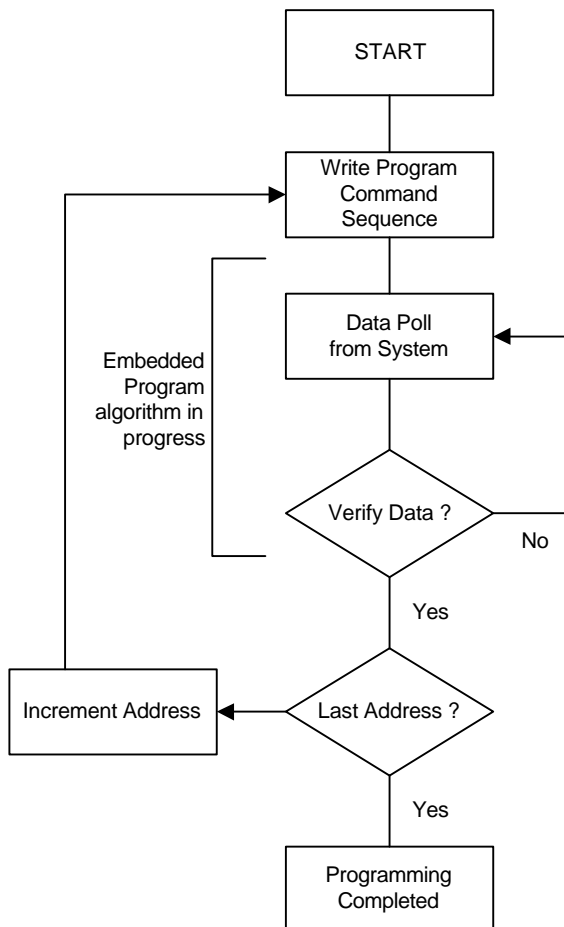 START
Write Program
Command
Sequence
Data Poll
from System
Embedded
Program
algorithm in
progress
Verify Data ?
No
Yes
Increment Address
Last Address ?
Yes
Programming
Completed